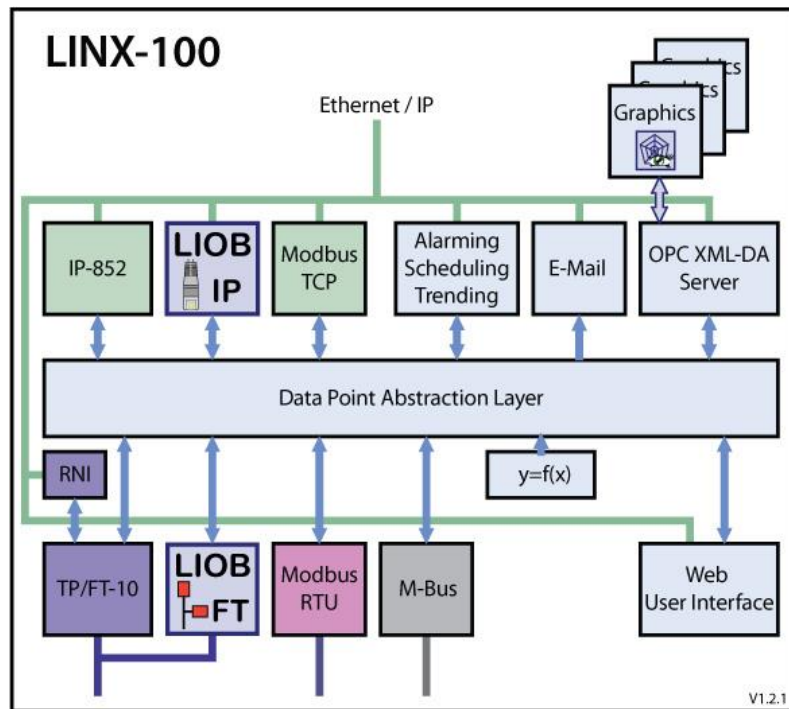 LINX-100
Ethernet / IP
Graphics
Graphics
Graphics
IP-852
LIOB
IP
Modbus
TCP
Alarming
Scheduling
Trending
E-Mail
OPC XML-DA
Server
Data Point Abstraction Layer
RNI
y=f(x)
TP/FT-10
LIOB
FT
Modbus
RTU
M-Bus
Web
User Interface
V1.2.1